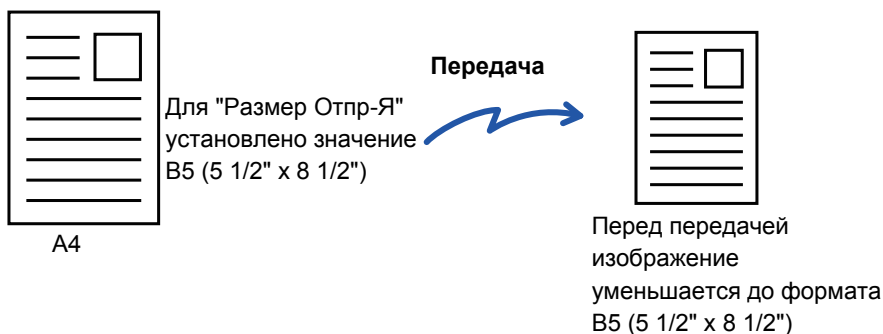 Передача
Для "Размер Отпр-Я"
установлено значение
B5 (5 1/2" x 8 1/2")
A4
Перед передачей
изображение
уменьшается до формата
B5 (5 1/2" x 8 1/2")